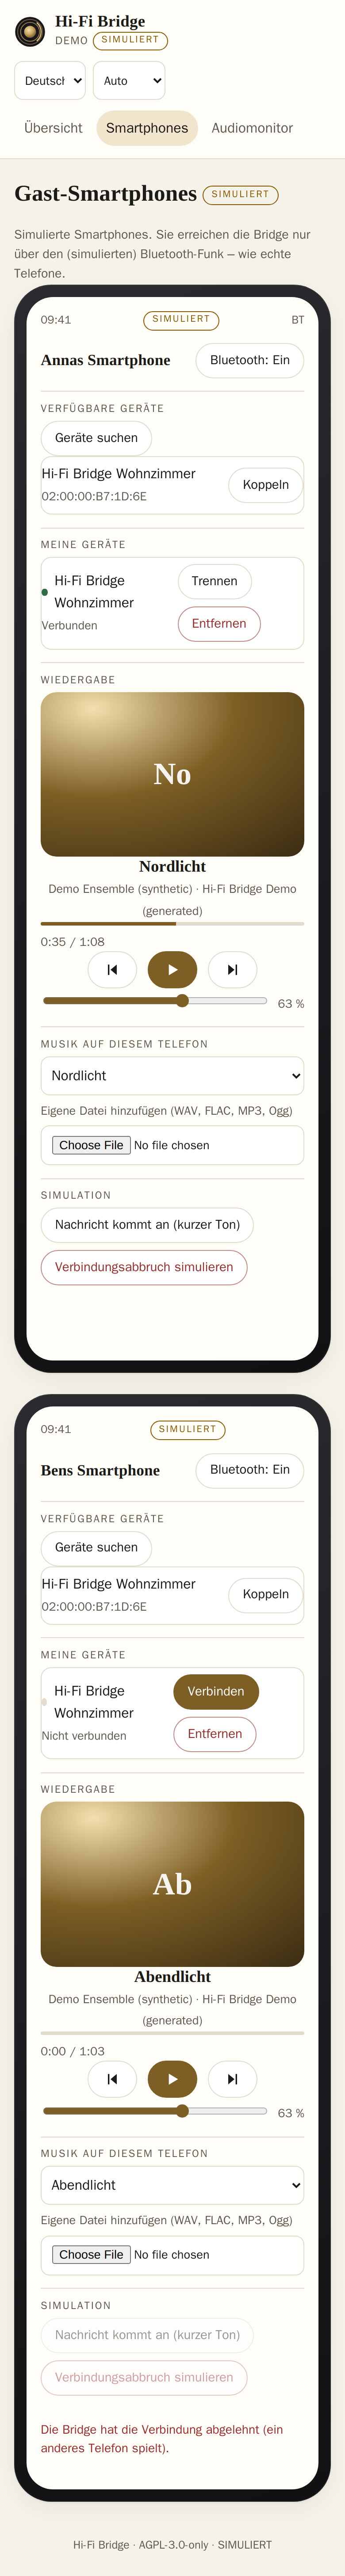 Hi-Fi Bridge
DEMO SIMULIERT
Deutsch Auto
Übersicht Smartphones Audiomonitor
Gast-Smartphones SIMULIERT
Simulierte Smartphones. Sie erreichen die Bridge nur
über den (simulierten) Bluetooth-Funk – wie echte
Telefone.
09:41 SIMULIERT BT
Annas Smartphone Bluetooth: Ein
VERFÜGBARE GERÄTE
Geräte suchen
Hi-Fi Bridge Wohnzimmer
02:00:00:B7:1D:6E
Koppeln
MEINE GERÄTE
Hi-Fi Bridge
Wohnzimmer
Verbunden
Trennen
Entfernen
WIEDERGABE
No
Nordlicht
Demo Ensemble (synthetic) · Hi-Fi Bridge Demo
(generated)
0:35 / 1:08
63 %
MUSIK AUF DIESEM TELEFON
Nordlicht
Eigene Datei hinzufügen (WAV, FLAC, MP3, Ogg)
Choose File No file chosen
SIMULATION
Nachricht kommt an (kurzer Ton)
Verbindungsabbruch simulieren
09:41 SIMULIERT
Bens Smartphone Bluetooth: Ein
VERFÜGBARE GERÄTE
Geräte suchen
Hi-Fi Bridge Wohnzimmer
02:00:00:B7:1D:6E
Koppeln
MEINE GERÄTE
Hi-Fi Bridge
Wohnzimmer
Nicht verbunden
Verbinden
Entfernen
WIEDERGABE
Ab
Abendlicht
Demo Ensemble (synthetic) · Hi-Fi Bridge Demo
(generated)
0:00 / 1:03
63 %
MUSIK AUF DIESEM TELEFON
Abendlicht
Eigene Datei hinzufügen (WAV, FLAC, MP3, Ogg)
Choose File No file chosen
SIMULATION
Nachricht kommt an (kurzer Ton)
Verbindungsabbruch simulieren
Die Bridge hat die Verbindung abgelehnt (ein
anderes Telefon spielt).
Hi-Fi Bridge · AGPL-3.0-only · SIMULIERT